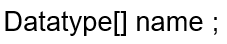 Datatype[] name ;